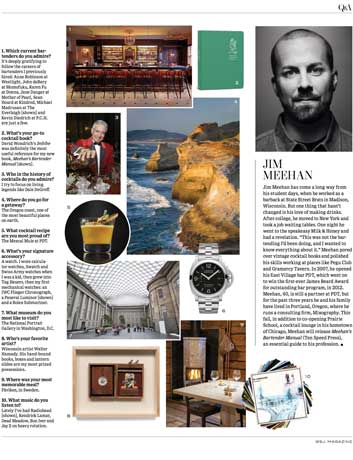 Q&A
1. Which current bar-
tenders do you admire?
It's deeply gratifying to
follow the careers of
bartenders I previously
hired: Anne Robinson at
Westlight, John deBary
at Momofuku, Karen Fu
at Donna, Jane Danger at
Mother of Pearl, Sean
Hoard at Kindred, Michael
Madrusan at The
Everleigh (shown) and
Kevin Diedrich at P.C.H.
are just a few.
2. What's your go-to
cocktail book?
David Wondrich's Imbibe
was definitely the most
useful reference for my new
book, Meehan's Bartender
Manual (shown).
3. Who in the history of
cocktails do you admire?
I try to focus on living
legends like Dale DeGroff.
4. Where do you go for
a getaway?
The Oregon coast, one of
the most beautiful places
on earth.
5. What cocktail recipe
are you most proud of?
The Mezcal Mule at PDT.
6. What's your signature
accessory?
A watch. I wore calcula-
tor watches, Swatch and
Swiss Army watches when
I was a kid, then grew into
Tag Heuers, then my first
mechanical watches: an
IWC Flieger Chronograph,
a Panerai Luminor (shown)
and a Rolex Submariner.
7. What museum do you
most like to visit?
The National Portrait
Gallery in Washington, D.C.
8. Who's your favorite
artist?
Wisconsin artist Walter
Hamady. His hand-bound
books, boxes and lantern
slides are my most prized
possessions.
9. Where was your most
memorable meal?
Fäviken, in Sweden.
10. What music do you
listen to?
Lately I've had Radiohead
(shown), Kendrick Lamar,
Dead Meadow, Bon Iver and
Jay Z on heavy rotation.
JIM
MEEHAN
Jim Meehan has come a long way from
his student days, when he worked as a
barback at State Street Brats in Madison,
Wisconsin. But one thing that hasn't
changed is his love of making drinks.
After college, he moved to New York and
took a job waiting tables. One night he
went to the speakeasy Milk & Honey and
had a revelation. "This was not the bar-
tending I'd been doing, and I wanted to
know everything about it." Meehan pored
over vintage cocktail books and polished
his skills working at places like Pegu Club
and Gramercy Tavern. In 2007, he opened
his East Village bar PDT, which went on
to win the first-ever James Beard Award
for outstanding bar program, in 2012.
Meehan, 40, is still a partner at PDT, but
for the past three years he and his family
have lived in Portland, Oregon, where he
runs a consulting firm, Mixography. This
fall, in addition to co-opening Prairie
School, a cocktail lounge in his hometown
of Chicago, Meehan will release Meehan's
Bartender Manual (Ten Speed Press),
an essential guide to his profession.
WSJ. MAGAZINE